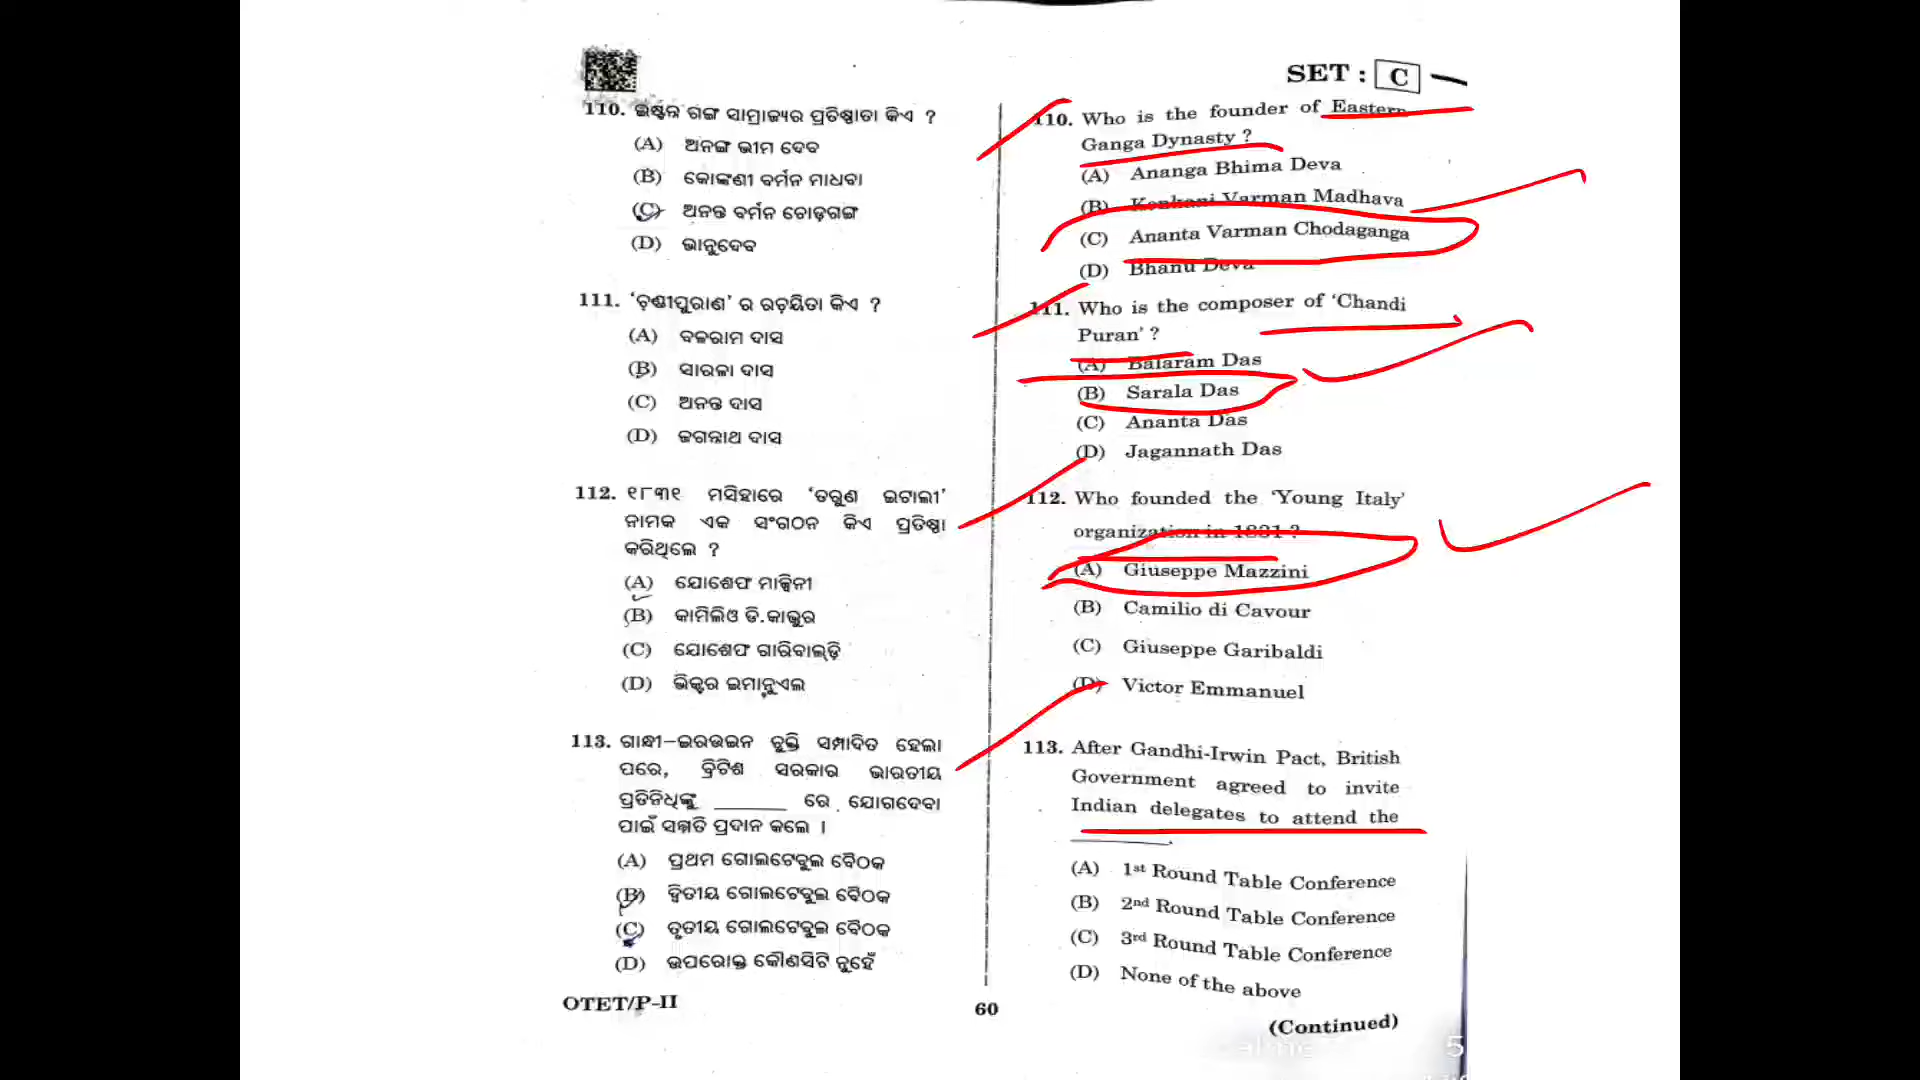 SET : C
110. ଇଷ୍ଟର୍ନ ଗଙ୍ଗ ସାମ୍ରାଜ୍ୟର ପ୍ରତିଷ୍ଠାତା କିଏ ?
(A) ଅନଙ୍ଗ ଭୀମ ଦେବ
(B) କୋଙ୍କଣୀ ବର୍ମନ ମାଧବା
(C) ଅନନ୍ତ ବର୍ମନ ଚୋଡ଼ଗଙ୍ଗ
(D) ଭାନୁଦେବ
111. ‘ଚଣ୍ଡୀପୁରାଣ’ ର ରଚୟିତା କିଏ ?
(A) ବଳରାମ ଦାସ
(B) ସାରଳା ଦାସ
(C) ଅନନ୍ତ ଦାସ
(D) ଜଗନ୍ନାଥ ଦାସ
112. ୧୮୩୧ ମସିହାରେ ‘ତରୁଣ ଇଟାଲୀ’
ନାମକ ଏକ ସଂଗଠନ କିଏ ପ୍ରତିଷ୍ଠା
କରିଥିଲେ ?
(A) ଯୋଶେଫ ମାଜ୍ଜିନୀ
(B) କାମିଲିଓ ଡି.କାଭୁର
(C) ଯୋଶେଫ ଗାରିବାଲ୍ଡ଼ି
(D) ଭିକ୍ଟର ଇମାନୁଏଲ
113. ଗାନ୍ଧୀ-ଇରଉଇନ ଚୁକ୍ତି ସମ୍ପାଦିତ ହେଲା
ପରେ, ବ୍ରିଟିଶ ସରକାର ଭାରତୀୟ
ପ୍ରତିନିଧିଙ୍କୁ ________ ରେ ଯୋଗଦେବା
ପାଇଁ ସମ୍ମତି ପ୍ରଦାନ କଲେ ।
(A) ପ୍ରଥମ ଗୋଲଟେବୁଲ ବୈଠକ
(B) ଦ୍ୱିତୀୟ ଗୋଲଟେବୁଲ ବୈଠକ
(C) ତୃତୀୟ ଗୋଲଟେବୁଲ ବୈଠକ
(D) ଉପରୋକ୍ତ କୌଣସିଟି ନୁହେଁ
110. Who is the founder of Eastern
Ganga Dynasty ?
(A) Ananga Bhima Deva
(B) Konkani Varman Madhava
(C) Ananta Varman Chodaganga
(D) Bhanu Deva
111. Who is the composer of ‘Chandi
Puran’ ?
(A) Balaram Das
(B) Sarala Das
(C) Ananta Das
(D) Jagannath Das
112. Who founded the ‘Young Italy’
organization in 1831 ?
(A) Giuseppe Mazzini
(B) Camilio di Cavour
(C) Giuseppe Garibaldi
(D) Victor Emmanuel
113. After Gandhi-Irwin Pact, British
Government agreed to invite
Indian delegates to attend the
________.
(A) 1st Round Table Conference
(B) 2nd Round Table Conference
(C) 3rd Round Table Conference
(D) None of the above
OTET/P-II
60
(Continued)